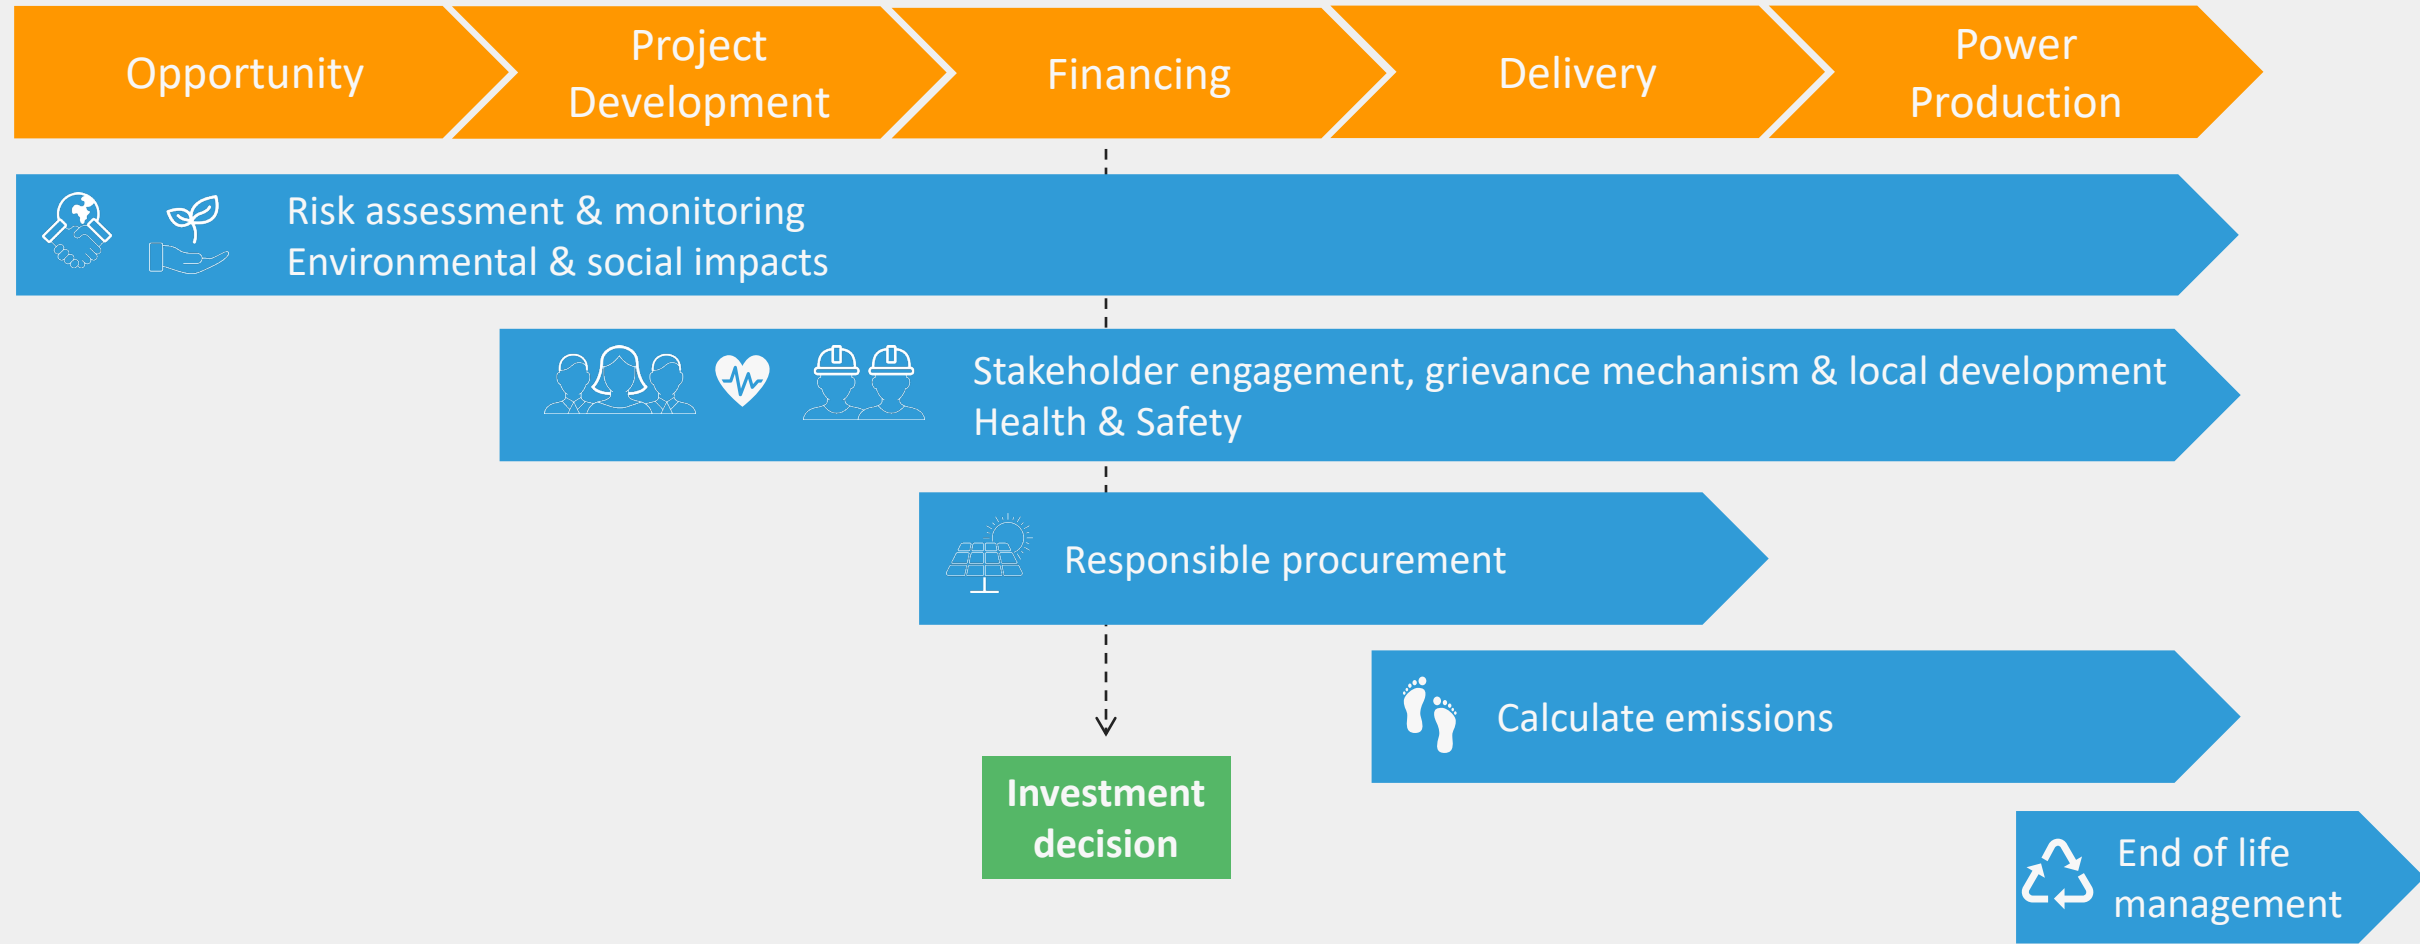 Opportunity
Project
Development
Financing
Delivery
Power
Production
Risk assessment & monitoring
Environmental & social impacts
Stakeholder engagement, grievance mechanism & local development
Health & Safety
Responsible procurement
Calculate emissions
Investment
decision
End of life
management